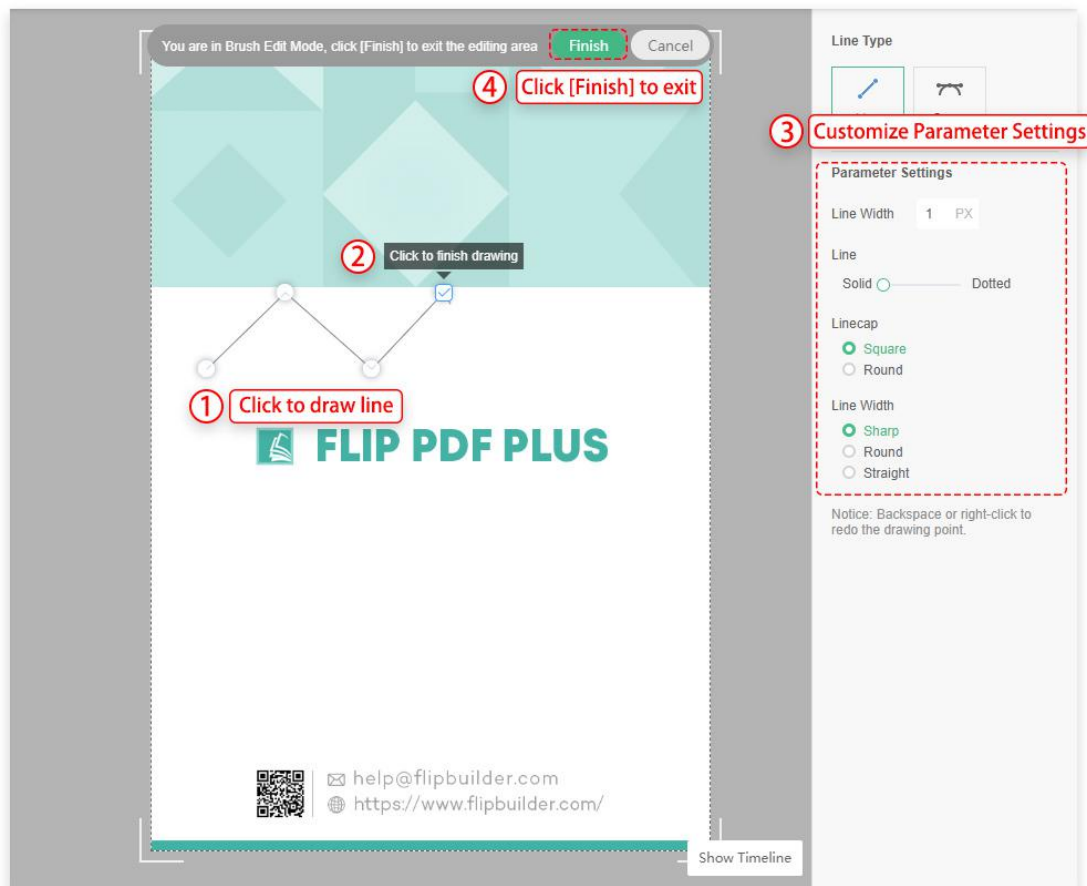 You are in Brush Edit Mode, click [Finish] to exit the editing area
Finish
Cancel
④ Click [Finish] to exit
② Click to finish drawing
① Click to draw line
FLIP PDF PLUS
help@flipbuilder.com
https://www.flipbuilder.com/
Show Timeline
Line Type
③ Customize Parameter Settings
Parameter Settings
Line Width 1 PX
Line
Solid Dotted
Linecap
Square
Round
Line Width
Sharp
Round
Straight
Notice: Backspace or right-click to
redo the drawing point.